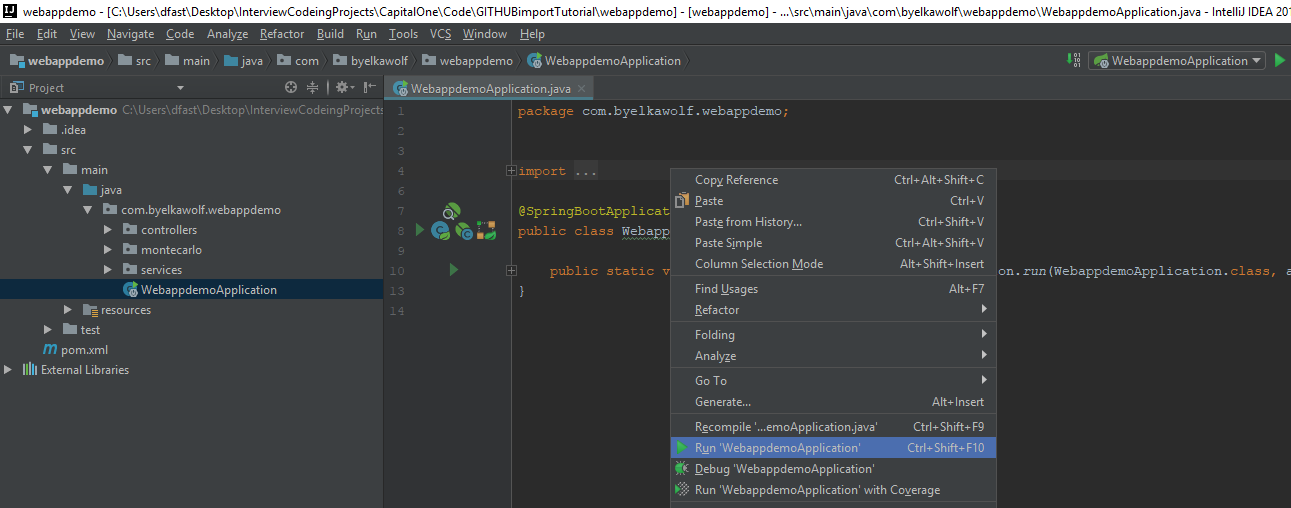 webappdemo - [C:\Users\dfast\Desktop\InterviewCodeingProjects\CapitalOne\Code\GITHUBimportTutorial\webappdemo] - [webappdemo] - ...\src\main\java\com\byelkawolf\webappdemo\WebappdemoApplication.java - IntelliJ IDEA 201
File Edit View Navigate Code Analyze Refactor Build Run Tools VCS Window Help
webappdemo src main java com byelkawolf webappdemo WebappdemoApplication WebappdemoApplication
Project
WebappdemoApplication.java
webappdemo C:\Users\dfast\Desktop\InterviewCodeingProjects
.idea
src
main
java
com.byelkawolf.webappdemo
controllers
montecarlo
services
WebappdemoApplication
resources
test
pom.xml
External Libraries
1 package com.byelkawolf.webappdemo;
2
3
4 import ...
6
7 @SpringBootApplicat
8 public class Webapp
9
10 public static v on.run(WebappdemoApplication.class, a
13 }
14
Copy Reference Ctrl+Alt+Shift+C
Paste Ctrl+V
Paste from History... Ctrl+Shift+V
Paste Simple Ctrl+Alt+Shift+V
Column Selection Mode Alt+Shift+Insert
Find Usages Alt+F7
Refactor
Folding
Analyze
Go To
Generate... Alt+Insert
Recompile '...emoApplication.java' Ctrl+Shift+F9
Run 'WebappdemoApplication' Ctrl+Shift+F10
Debug 'WebappdemoApplication'
Run 'WebappdemoApplication' with Coverage